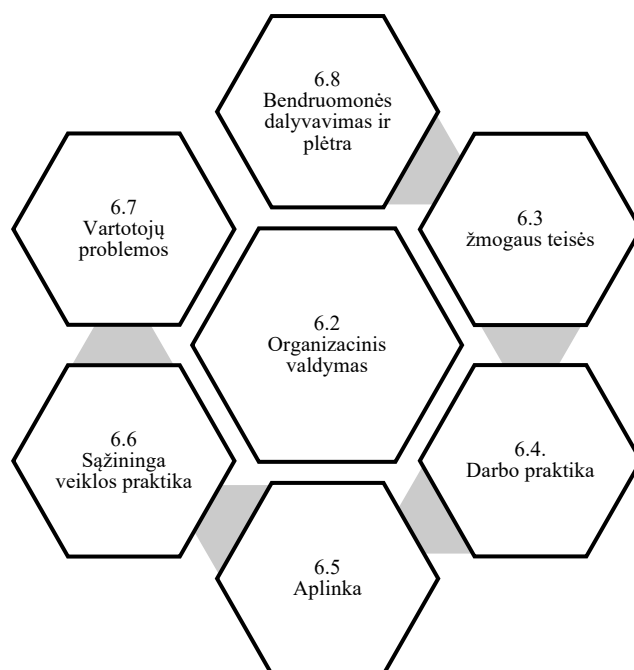 6.8
Bendruomonės
dalyvavimas ir
plėtra
6.7
Vartotojų
problemos
6.3
žmogaus teisės
6.2
Organizacinis
valdymas
6.6
Sąžininga
veiklos praktika
6.4.
Darbo praktika
6.5
Aplinka